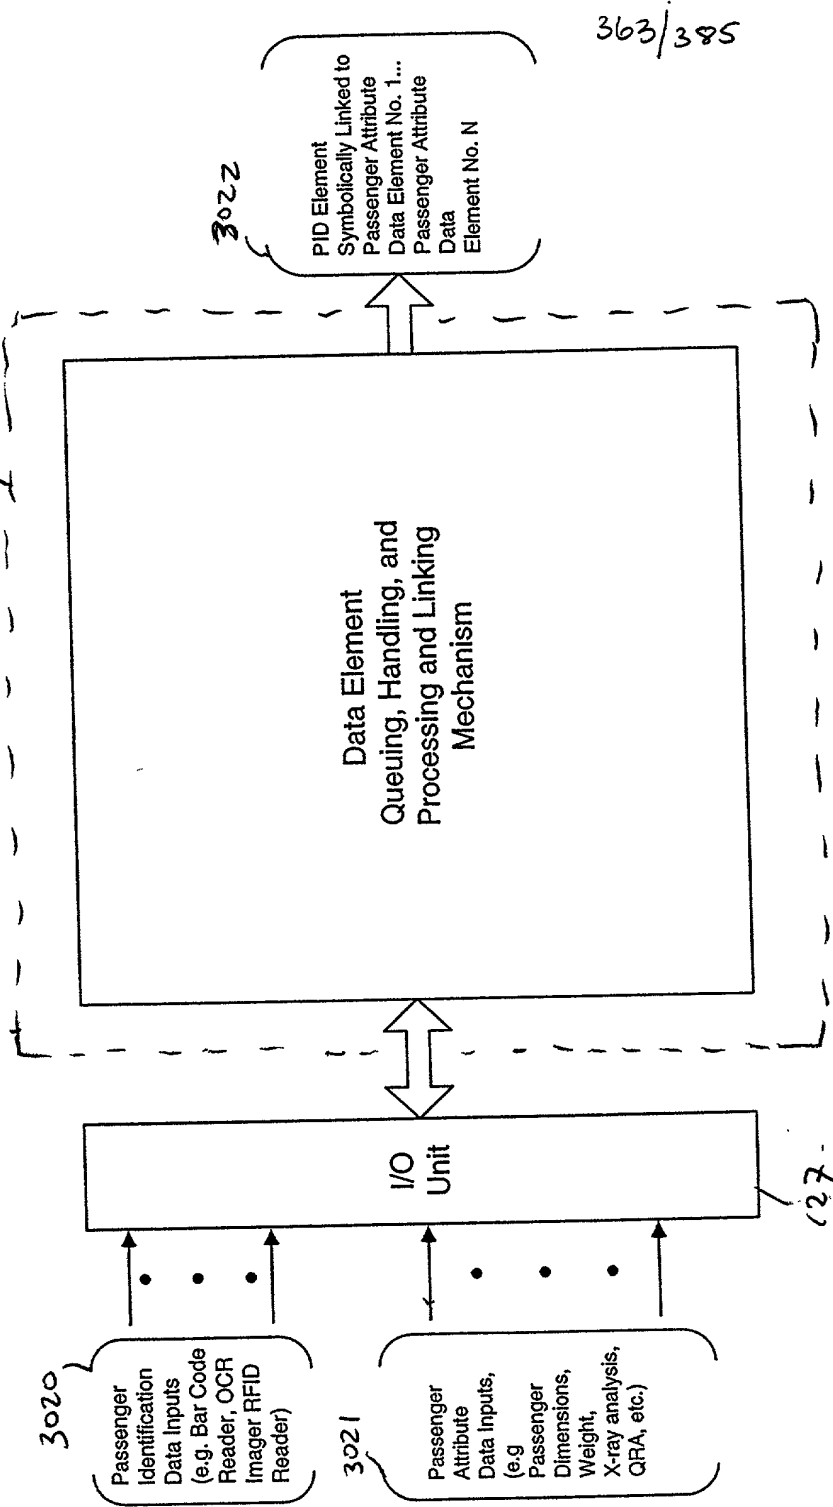 363/385
3020
Passenger
Identification
Data Inputs
(e.g. Bar Code
Reader, OCR
Imager RFID
Reader)
3021
Passenger
Attribute
Data Inputs,
(e.g
Passenger
Dimensions,
Weight,
X-ray analysis,
QRA, etc.)
I/O
Unit
127
Data Element
Queuing, Handling, and
Processing and Linking
Mechanism
3022
PID Element
Symbolically Linked to
Passenger Attribute
Data Element No. 1...
Passenger Attribute
Data
Element No. N